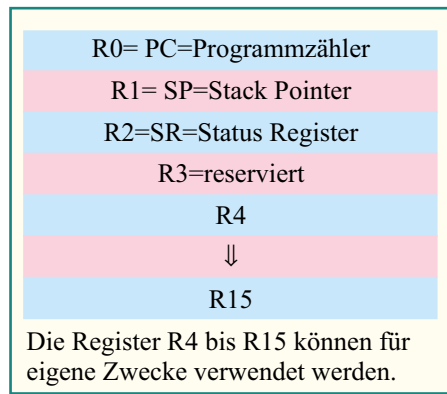 R0= PC=Programmzähler
R1= SP=Stack Pointer
R2=SR=Status Register
R3=reserviert
R4
⇓
R15
Die Register R4 bis R15 können für
eigene Zwecke verwendet werden.